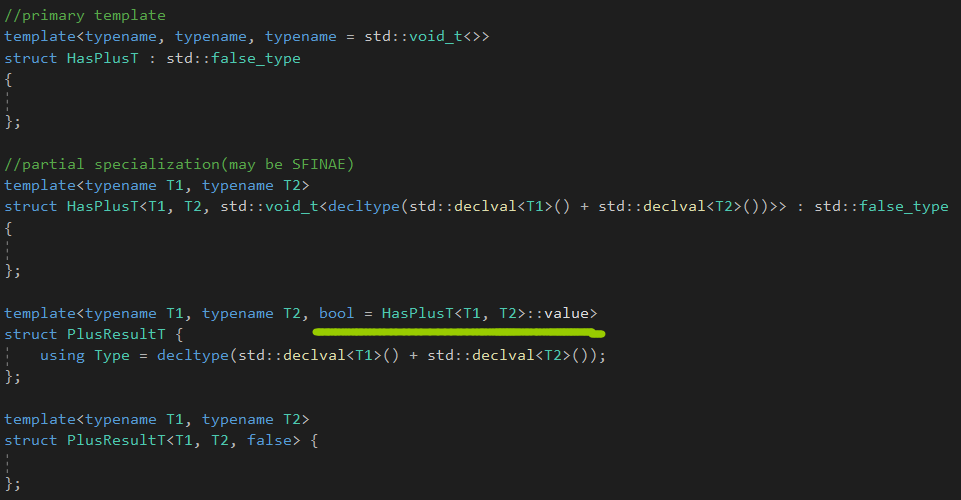 //primary template
template<typename, typename, typename = std::void_t<>>
struct HasPlusT : std::false_type
{
};
//partial specialization(may be SFINAE)
template<typename T1, typename T2>
struct HasPlusT<T1, T2, std::void_t<decltype(std::declval<T1>() + std::declval<T2>())>> : std::false_type
{
};
template<typename T1, typename T2, bool = HasPlusT<T1, T2>::value>
struct PlusResultT {
using Type = decltype(std::declval<T1>() + std::declval<T2>());
};
template<typename T1, typename T2>
struct PlusResultT<T1, T2, false> {
};